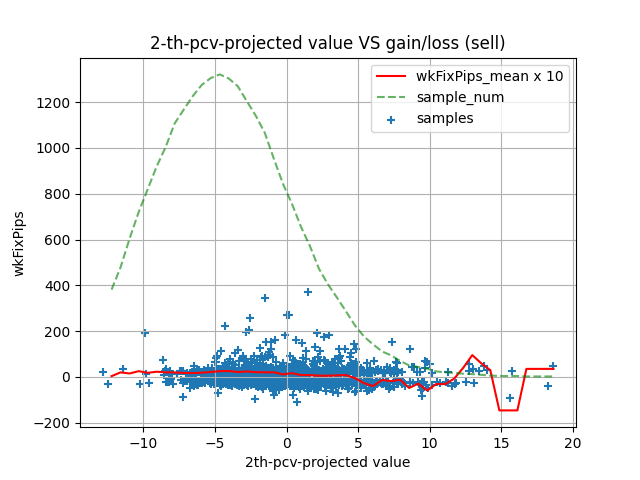 2-th-pcv-projected value VS gain/loss (sell)
wkFixPips_mean x 10
sample_num
samples
wkFixPips
1200
1000
800
600
400
200
0
−200
−10
−5
0
5
10
15
20
2th-pcv-projected value